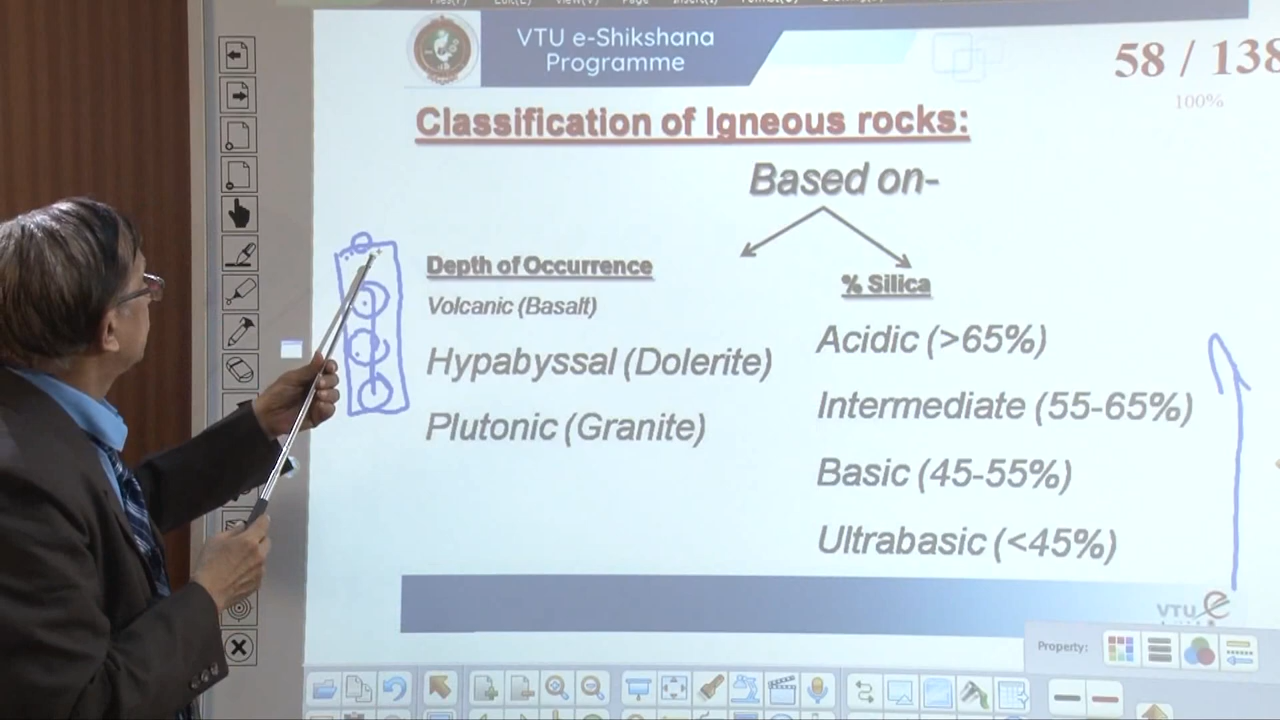 VTU e-Shikshana
Programme
58 / 138
100%
Classification of Igneous rocks:
Based on-
Depth of Occurrence
Volcanic (Basalt)
Hypabyssal (Dolerite)
Plutonic (Granite)
% Silica
Acidic (>65%)
Intermediate (55-65%)
Basic (45-55%)
Ultrabasic (<45%)
VTU e
Property: